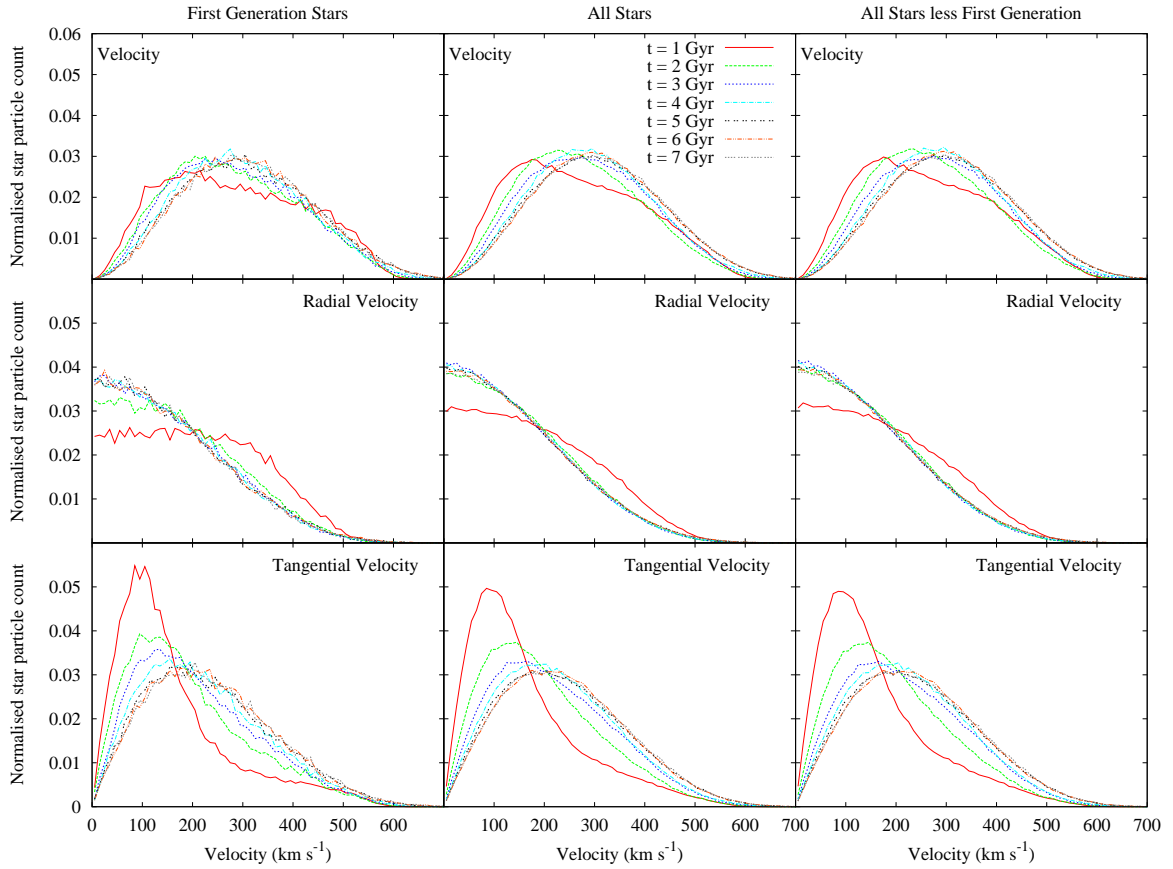 First Generation Stars
All Stars
All Stars less First Generation
Normalised star particle count
0.06
0.05
0.04
0.03
0.02
0.01
Velocity
Velocity
t = 1 Gyr
t = 2 Gyr
t = 3 Gyr
t = 4 Gyr
t = 5 Gyr
t = 6 Gyr
t = 7 Gyr
Velocity
Normalised star particle count
0.05
0.04
0.03
0.02
0.01
Radial Velocity
Radial Velocity
Radial Velocity
Normalised star particle count
0.05
0.04
0.03
0.02
0.01
0
Tangential Velocity
Tangential Velocity
Tangential Velocity
0 100 200 300 400 500 600
100 200 300 400 500 600 700
100 200 300 400 500 600 700
Velocity (km s-1)
Velocity (km s-1)
Velocity (km s-1)